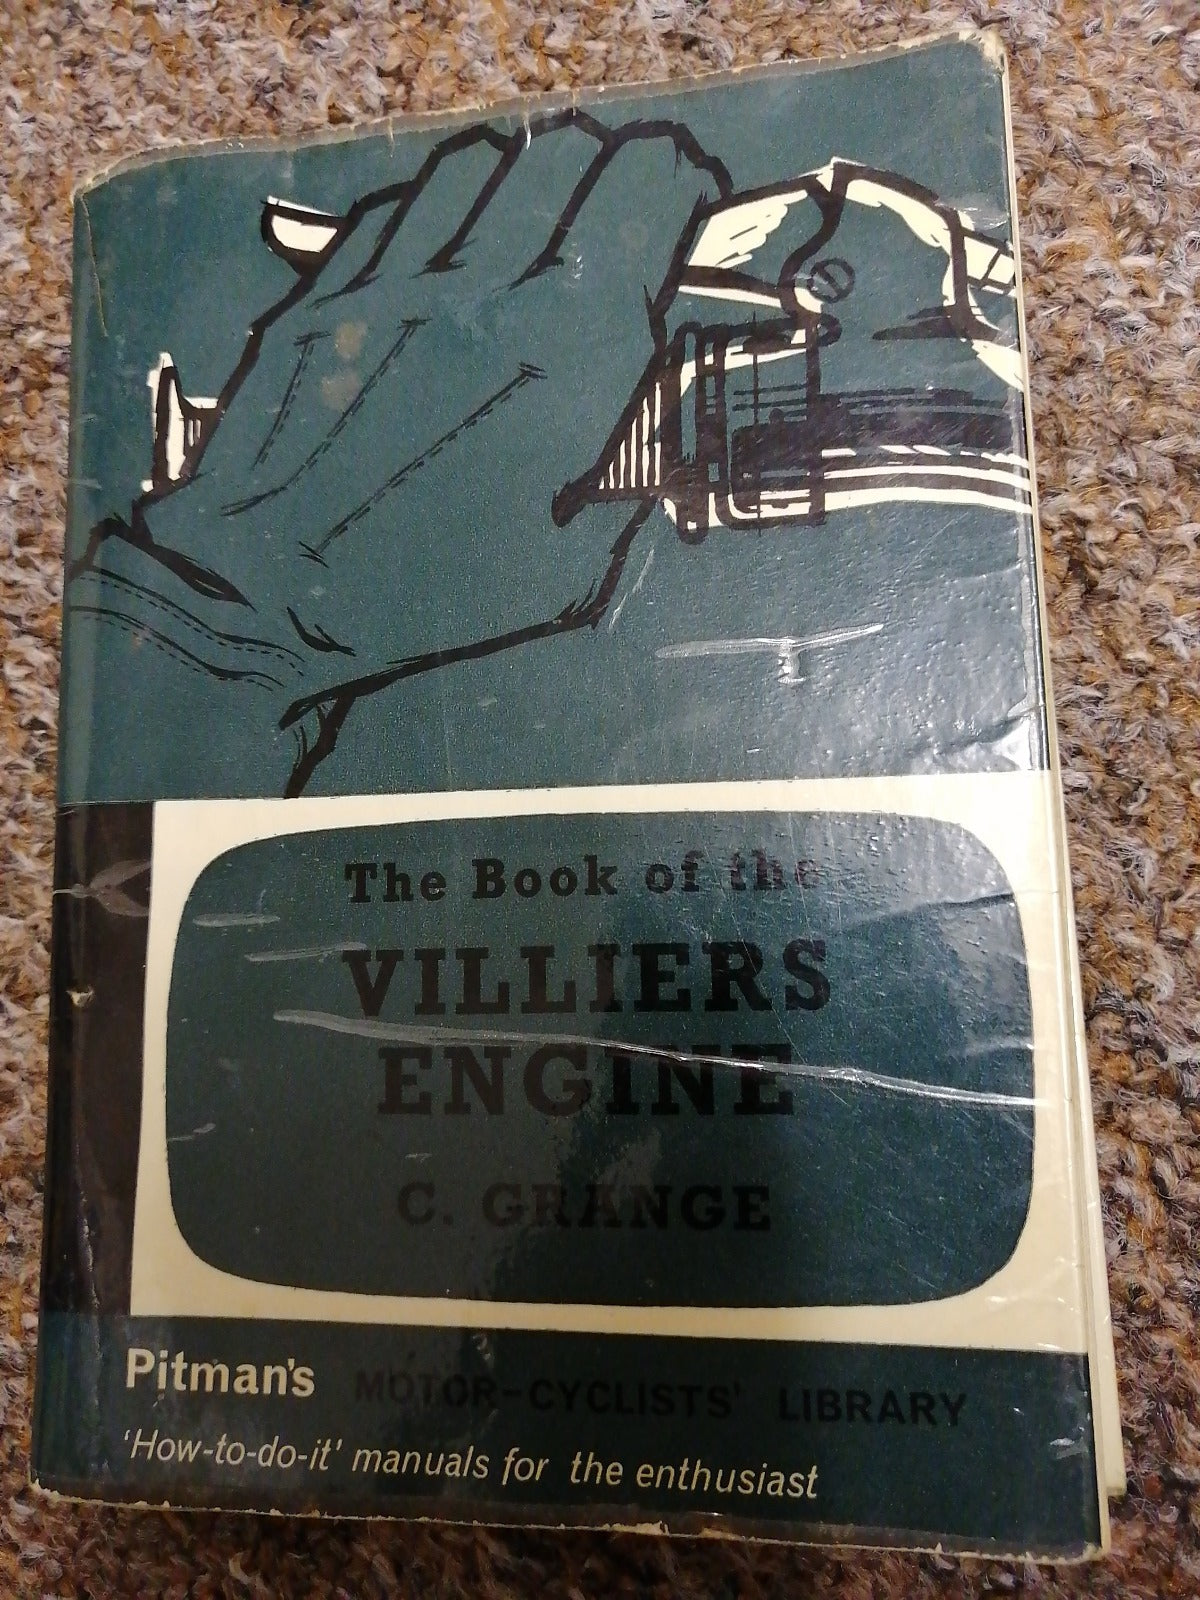 The Book of the
VILLIERS
ENGINE
C. GRANGE
Pitman's MOTOR-CYCLISTS' LIBRARY
'How-to-do-it' manuals for the enthusiast